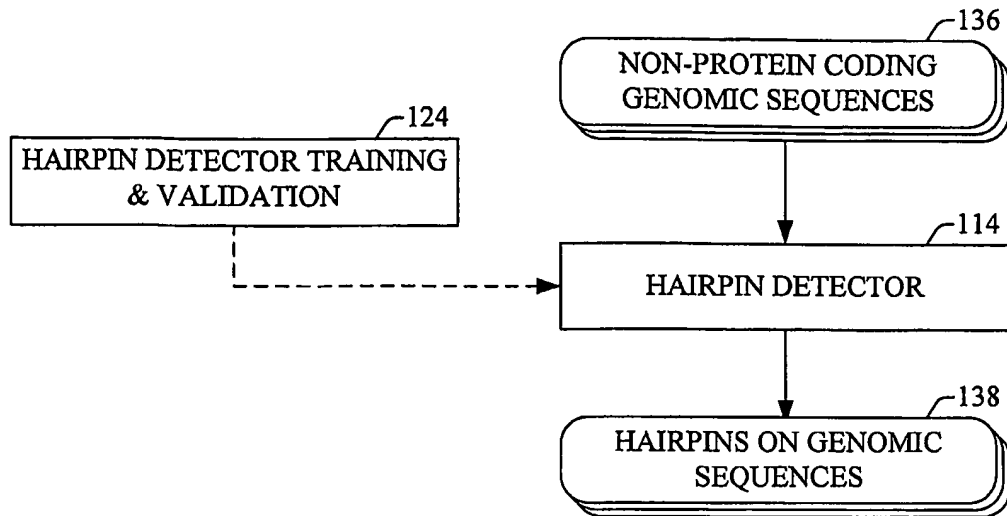 136
NON-PROTEIN CODING
GENOMIC SEQUENCES
124
HAIRPIN DETECTOR TRAINING
& VALIDATION
114
HAIRPIN DETECTOR
138
HAIRPINS ON GENOMIC
SEQUENCES